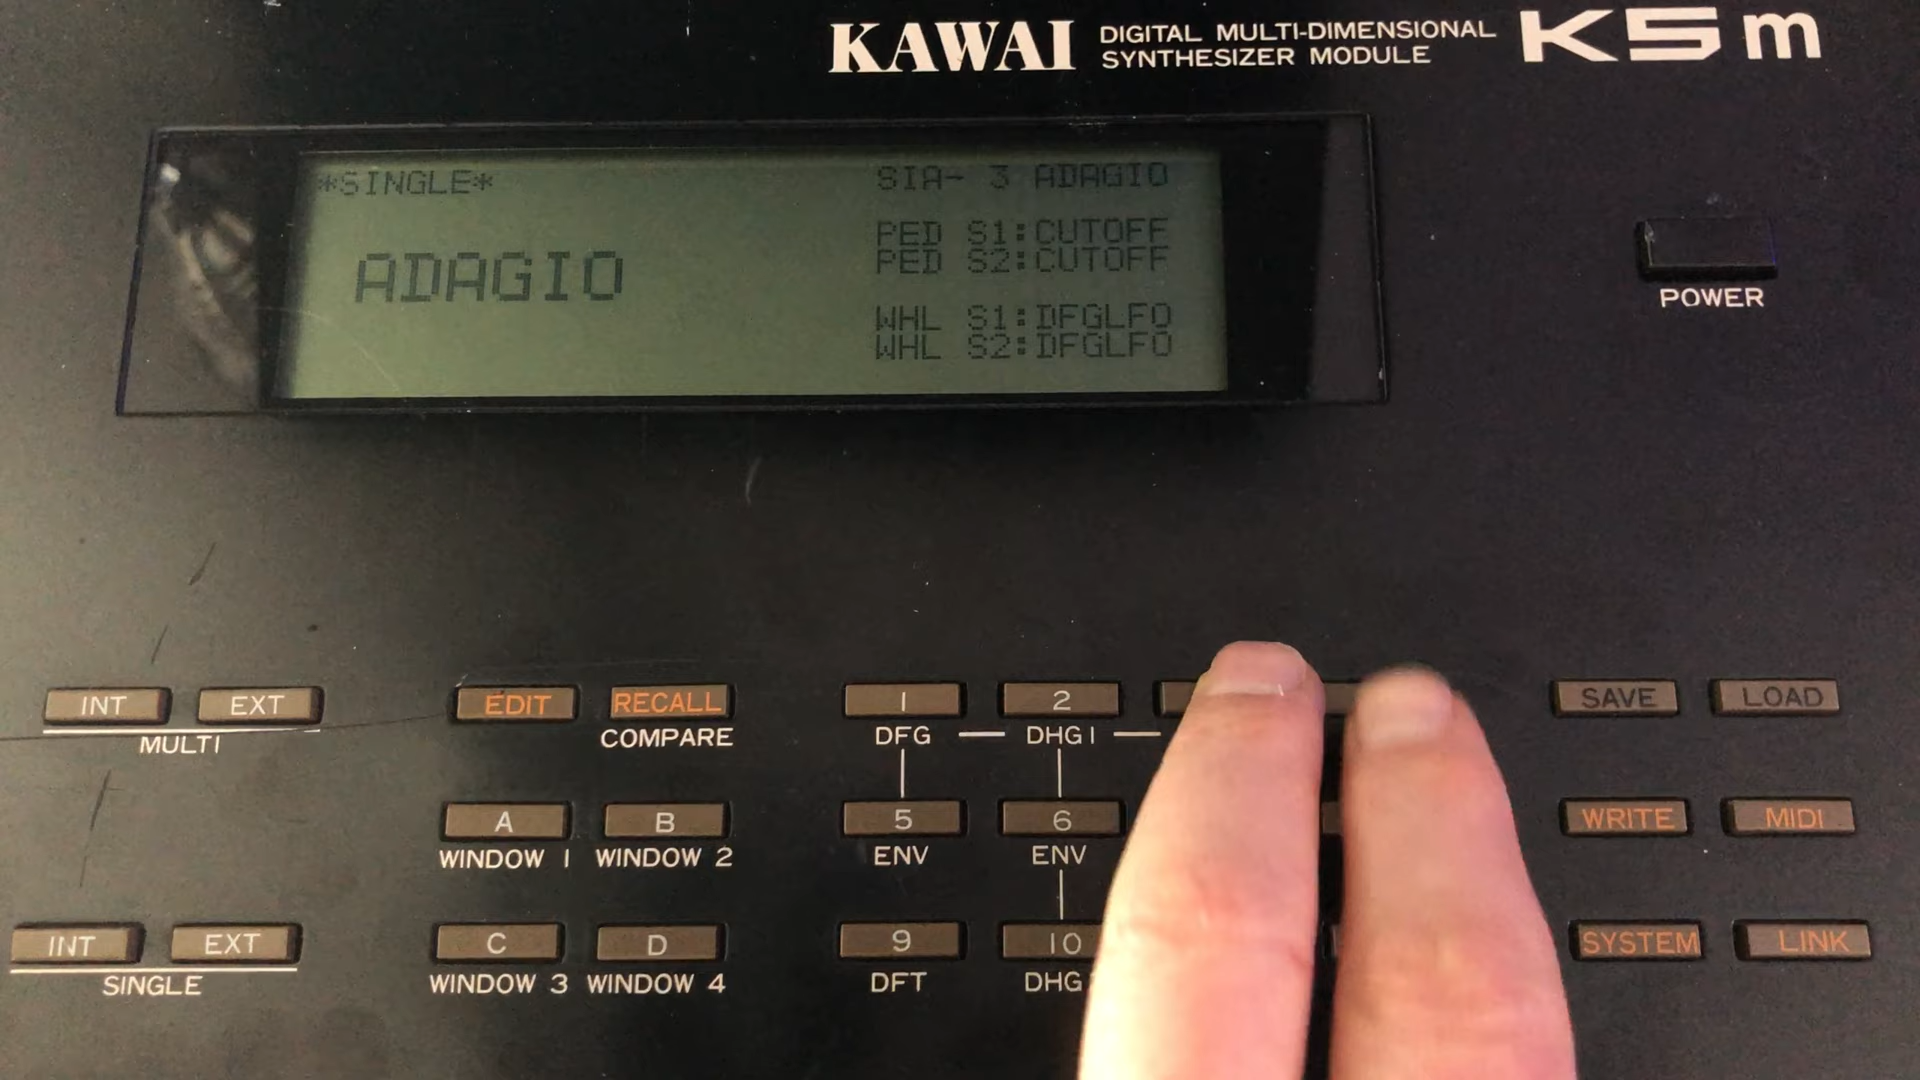 KAWAI DIGITAL MULTI-DIMENSIONAL SYNTHESIZER MODULE K5m
*SINGLE* SIA- 3 ADAGIO
ADAGIO
PED S1:CUTOFF
PED S2:CUTOFF
WHL S1:DFGLFO
WHL S2:DFGLFO
POWER
INT EXT
MULTI
EDIT RECALL
COMPARE
1 2
DFG DHG1
SAVE LOAD
A B
WINDOW 1 WINDOW 2
5 6
ENV ENV
WRITE MIDI
INT EXT
SINGLE
C D
WINDOW 3 WINDOW 4
9 10
DFT DHG
SYSTEM LINK